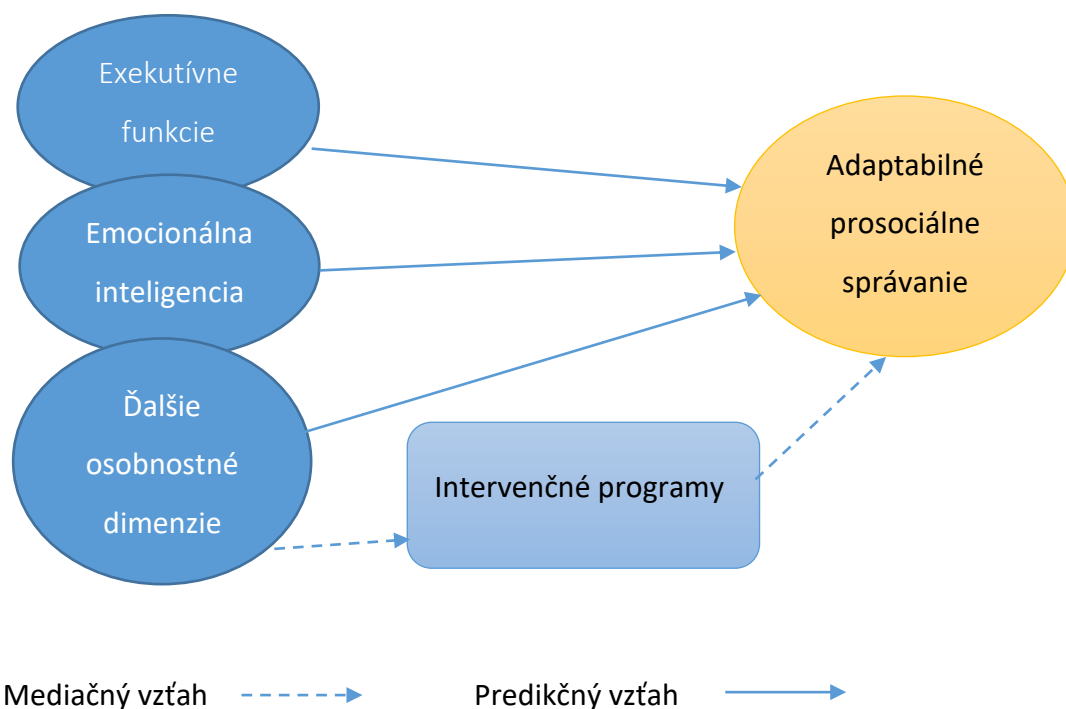 Exekutívne
funkcie
Emocionálna
inteligencia
Ďalšie
osobnostné
dimenzie
Adaptabilné
prosociálne
správanie
Intervenčné programy
Mediačný vzťah
Predikčný vzťah